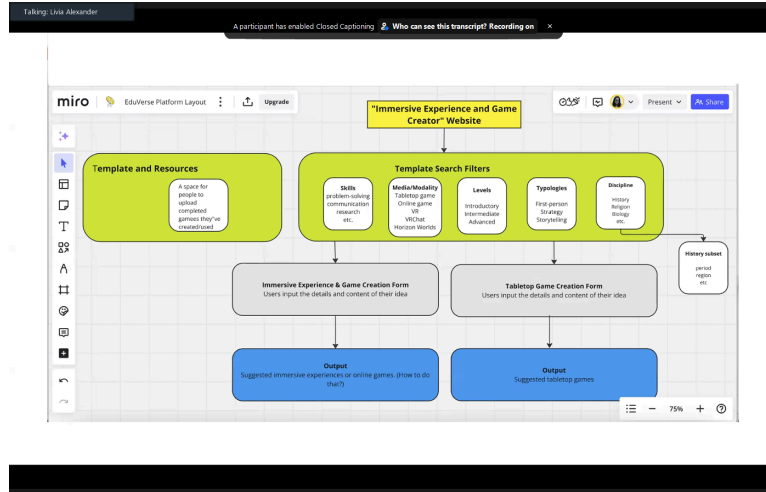 Talking: Livia Alexander
A participant has enabled Closed Captioning Who can see this transcript? Recording on ×
miro EduVerse Platform Layout Upgrade
Present Share
"Immersive Experience and Game
Creator" Website
Template and Resources
A space for
people to
upload
completed
games they"ve
created/used
Template Search Filters
Skills
problem-solving
communication
research
etc.
Media/Modality
Tabletop game
Online game
VR
VRChat
Horizon Worlds
Levels
Introductory
Intermediate
Advanced
Typologies
First-person
Strategy
Storytelling
Discipline
History
Religion
Biology
etc.
History subset
period
region
etc
Immersive Experience & Game Creation Form
Users input the details and content of their idea
Tabletop Game Creation Form
Users input the details and content of their idea
Output
Suggested immersive experiences or online games. (How to do
that?)
Output
Suggested tabletop games
75%